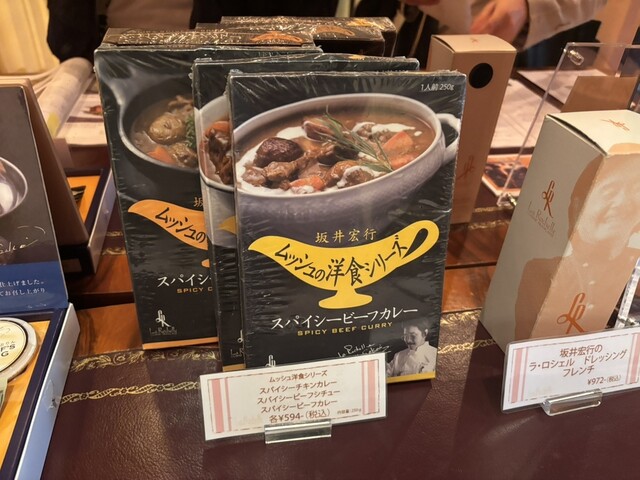 1人前 250g
坂井宏行
ムッシュの洋食シリーズ
スパイシービーフカレー
SPICY BEEF CURRY
La Rochelle
坂
ムッシュの
スパイシー
SPICY
ムッシュ洋食シリーズ
スパイシーチキンカレー
スパイシービーフシチュー
スパイシービーフカレー
各¥594-(税込)
坂井宏行の
ラ・ロシェル ドレッシング
フレンチ
¥972-(税込)